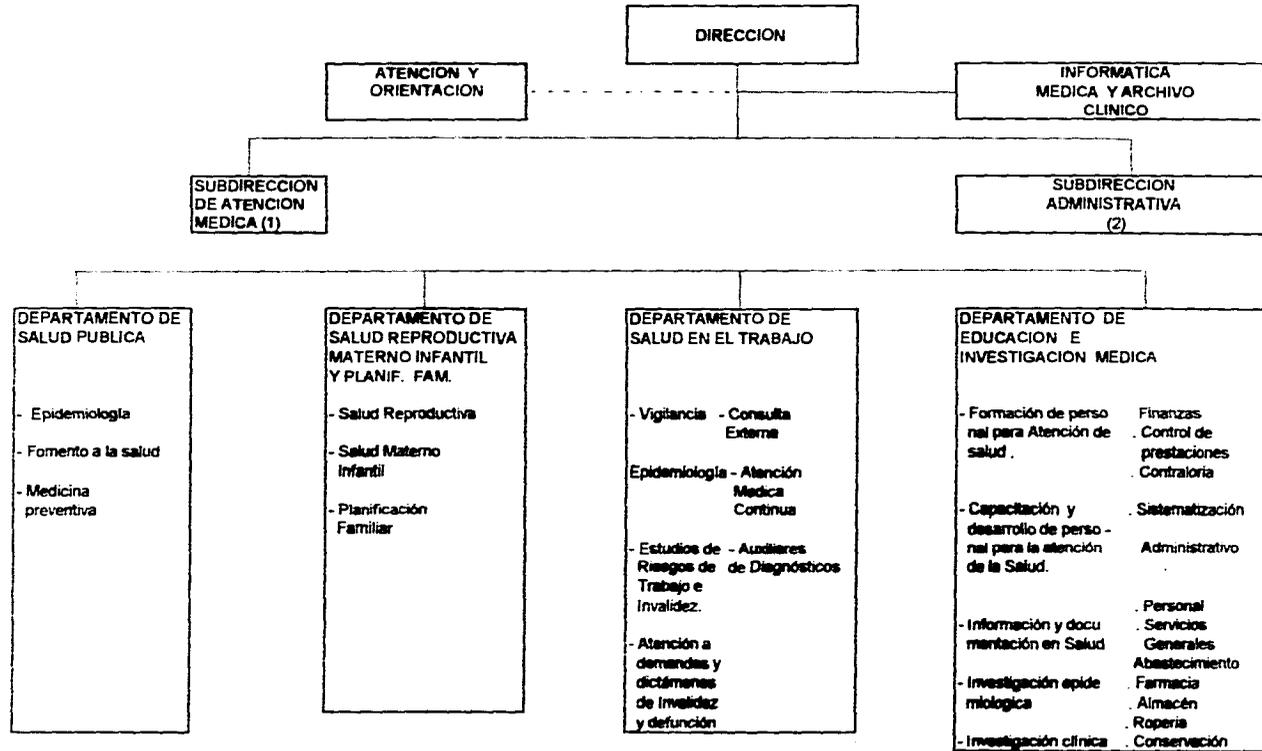 DIRECCION
ATENCION Y
ORIENTACION
INFORMATICA
MEDICA Y ARCHIVO
CLINICO
SUBDIRECCION
DE ATENCION
MEDICA (1)
SUBDIRECCION
ADMINISTRATIVA
(2)
DEPARTAMENTO DE
SALUD PUBLICA
- Epidemiología
- Fomento a la salud
- Medicina
preventiva
DEPARTAMENTO DE
SALUD REPRODUCTIVA
MATERNO INFANTIL
Y PLANIF. FAM.
- Salud Reproductiva
- Salud Materno
Infantil
- Planificación
Familiar
DEPARTAMENTO DE
SALUD EN EL TRABAJO
- Vigilancia
Epidemiología
- Estudios de
Riesgos de
Trabajo e
Invalidez.
- Atención a
demandas y
dictámenes
de Invalidez
y defunción
- Consulta
Externa
- Atención
Medica
Continua
- Auxiliares
de Diagnósticos
DEPARTAMENTO DE
EDUCACION E
INVESTIGACION MEDICA
- Formación de perso
nal para Atención de
salud .
- Capacitación y
desarrollo de perso -
nal para la atención
de la Salud.
- Información y docu
mentación en Salud
- Investigación epide
miologica
- Investigación clínica
Finanzas
. Control de
prestaciones
. Contraloria
. Sistematización
Administrativo
.
. Personal
. Servicios
Generales
Abastecimiento
. Farmacia
. Almacén
. Roperia
. Conservación